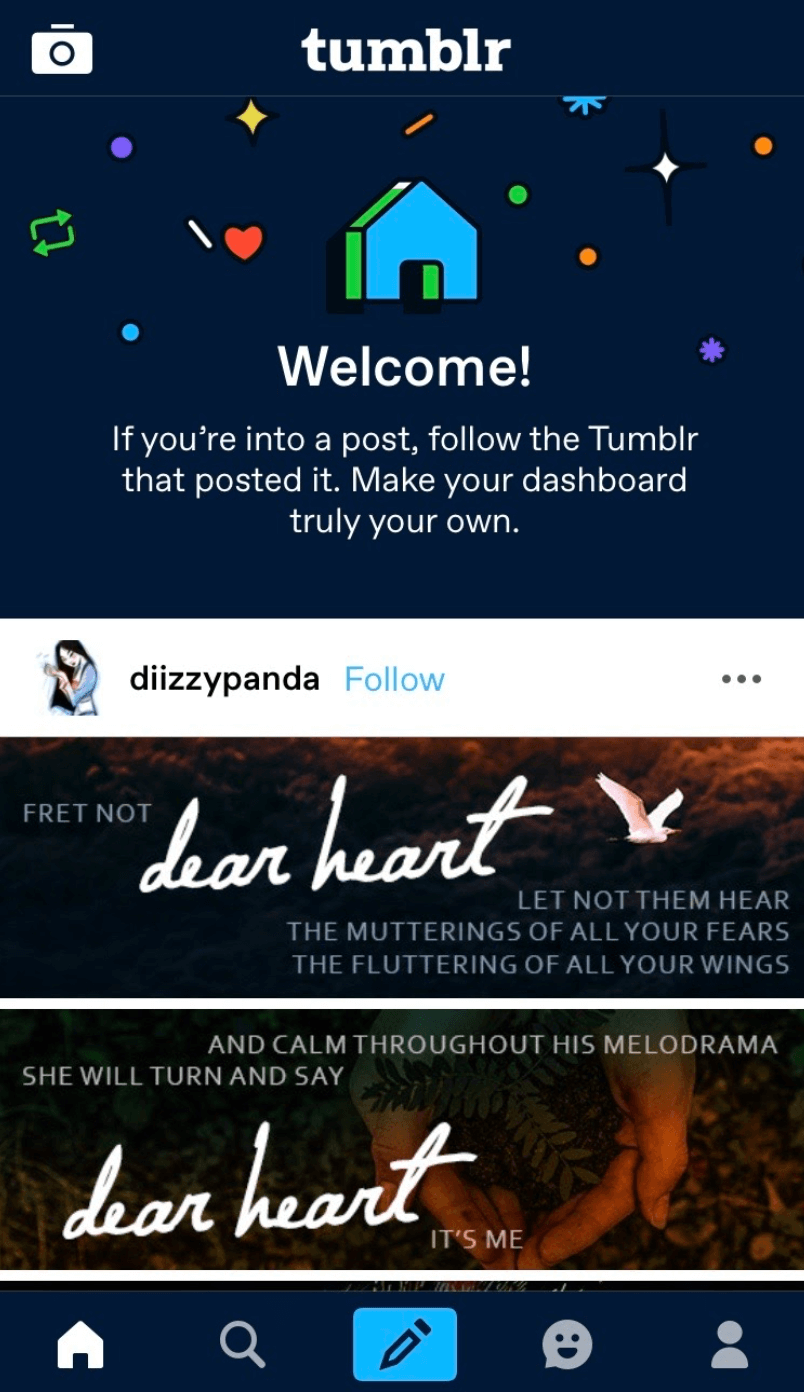 tumblr
Welcome!
If you’re into a post, follow the Tumblr
that posted it. Make your dashboard
truly your own.
diizzypanda Follow
FRET NOT
dear heart
LET NOT THEM HEAR
THE MUTTERINGS OF ALL YOUR FEARS
THE FLUTTERING OF ALL YOUR WINGS
AND CALM THROUGHOUT HIS MELODRAMA
SHE WILL TURN AND SAY
dear heart
IT’S ME